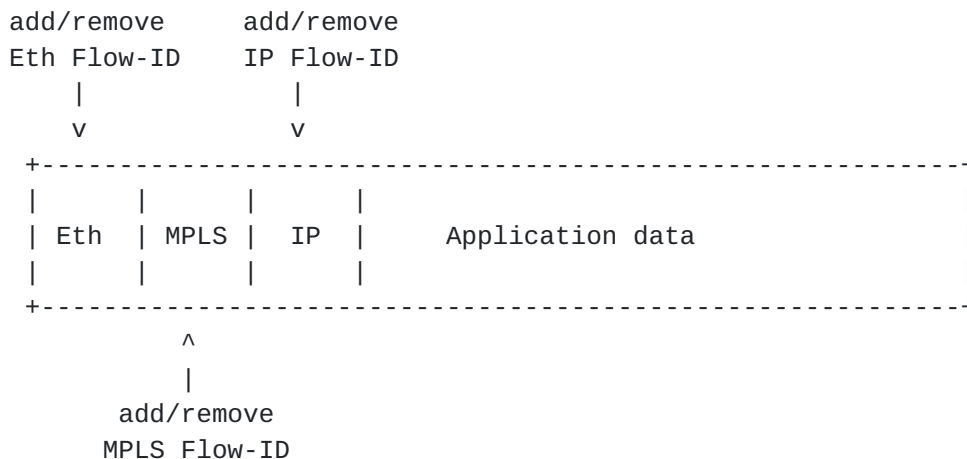 add/remove     add/remove
Eth Flow-ID    IP Flow-ID
    |             |
    v             v
 +-----------------------------------------------------------+
 |      |      |      |
 | Eth  | MPLS |  IP  |     Application data
 |      |      |      |
 +-----------------------------------------------------------+
           ^
           |
       add/remove
      MPLS Flow-ID